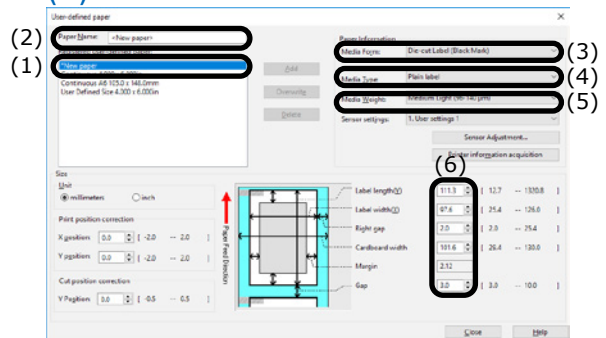 User-defined paper
(2)
Paper Name: <New paper>
(1)
*New paper
Continuous A6 105.0 x 148.0mm
User Defined Size 4.000 x 6.000in
Add
Overwrite
Delete
Paper Information
Media Form: Die-cut Label (Black Mark)
(3)
Media Type: Plain label
(4)
Media Weight: Medium Light (96-140 μm)
(5)
Sensor settings: 1. User settings 1
Sensor Adjustment...
Printer information acquisition
(6)
Size
Unit
millimeters
inch
Print position correction
X position 0.0 [ -2.0 -- 2.0 ]
Y position 0.0 [ -2.0 -- 2.0 ]
Cut position correction
Y Position 0.0 [ -0.5 -- 0.5 ]
Paper Feed Direction
Label length(Y) 111.3 [ 12.7 -- 1320.8 ]
Label width(X) 97.6 [ 25.4 -- 126.0 ]
Right gap 2.0 [ 2.0 -- 25.4 ]
Cardboard width 101.6 [ 26.4 -- 130.0 ]
Margin 2.12
Gap 3.0 [ 3.0 -- 10.0 ]
Close
Help